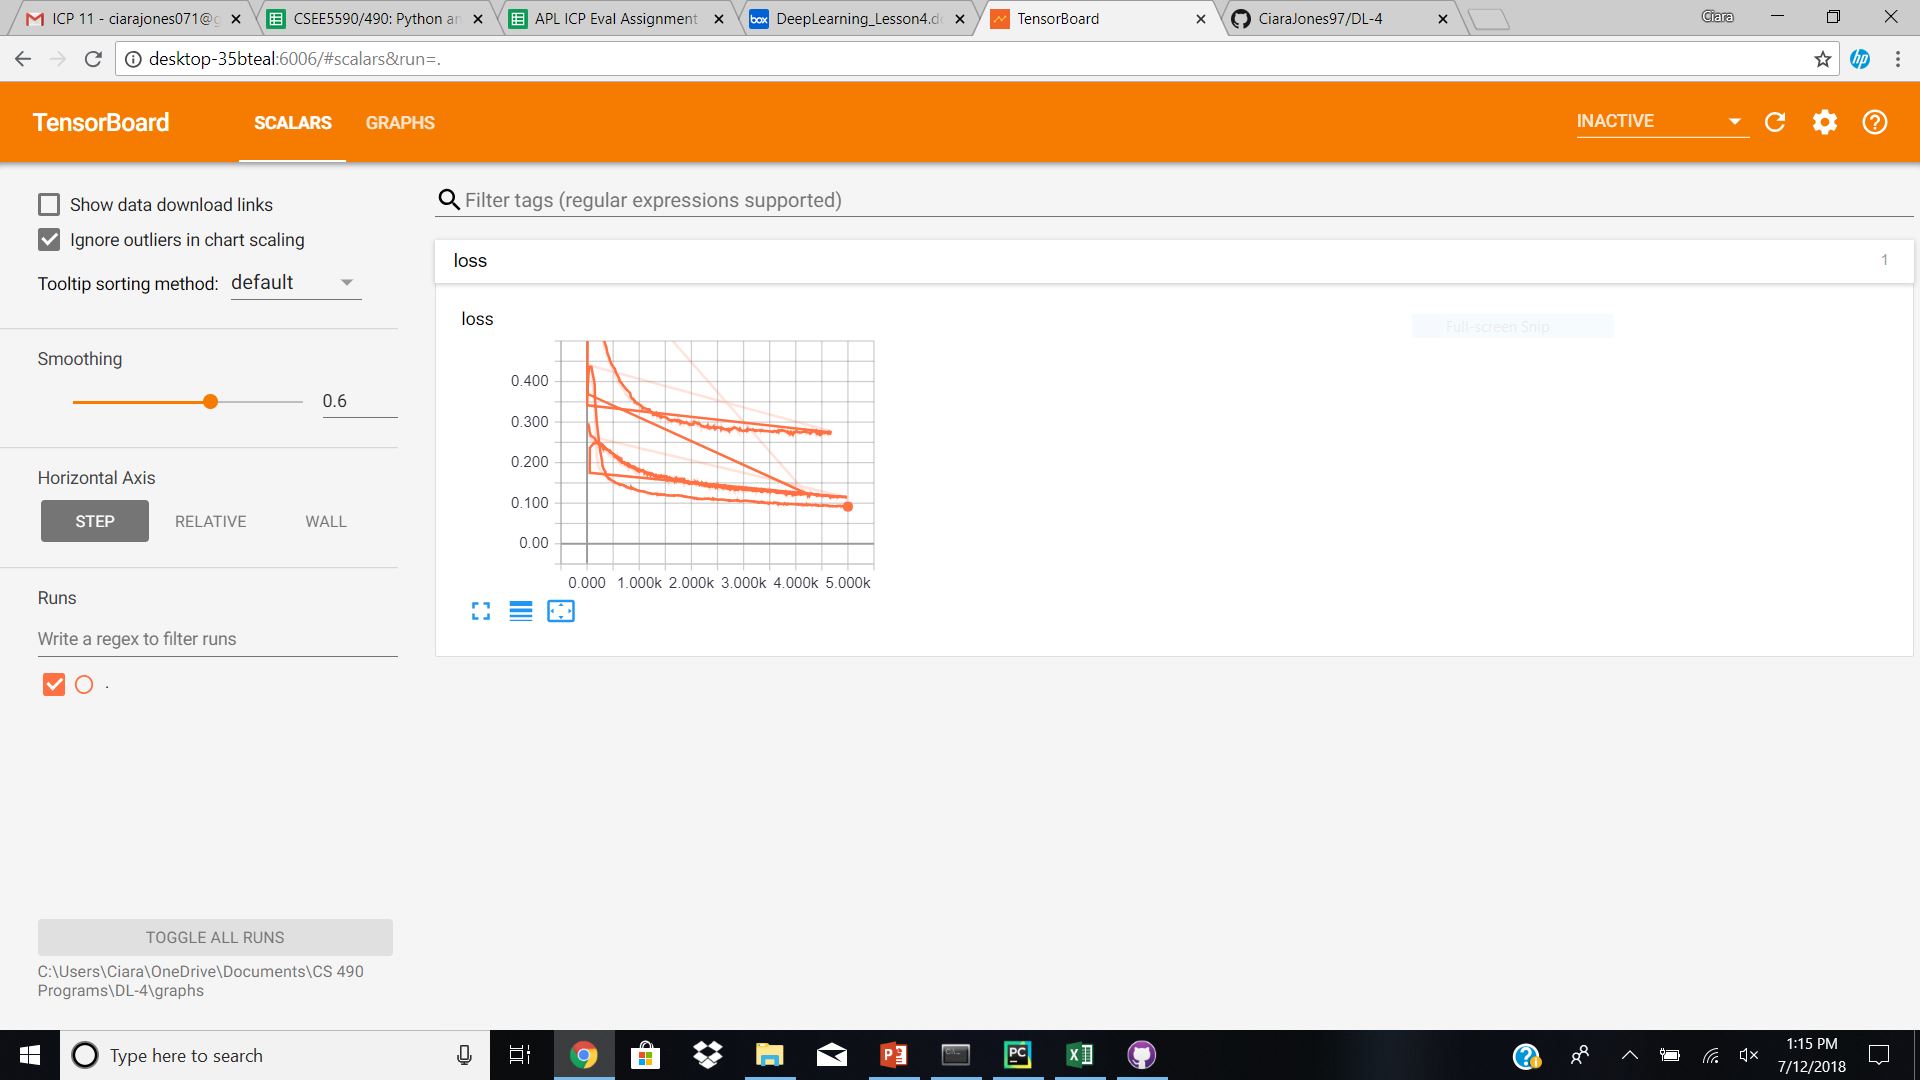 ICP 11 - ciarajones071@g
CSEE5590/490: Python an
APL ICP Eval Assignment
box
DeepLearning_Lesson4.do
TensorBoard
CiaraJones97/DL-4
Ciara
desktop-35bteal:6006/#scalars&run=.
hp
TensorBoard
SCALARS
GRAPHS
INACTIVE
Show data download links
Ignore outliers in chart scaling
Tooltip sorting method: default
Smoothing
0.6
Horizontal Axis
STEP
RELATIVE
WALL
Runs
Write a regex to filter runs
.
TOGGLE ALL RUNS
C:\Users\Ciara\OneDrive\Documents\CS 490
Programs\DL-4\graphs
Filter tags (regular expressions supported)
loss
1
loss
Full-screen Snip
0.400
0.300
0.200
0.100
0.00
0.000 1.000k 2.000k 3.000k 4.000k 5.000k
Type here to search
PC
1:15 PM
7/12/2018